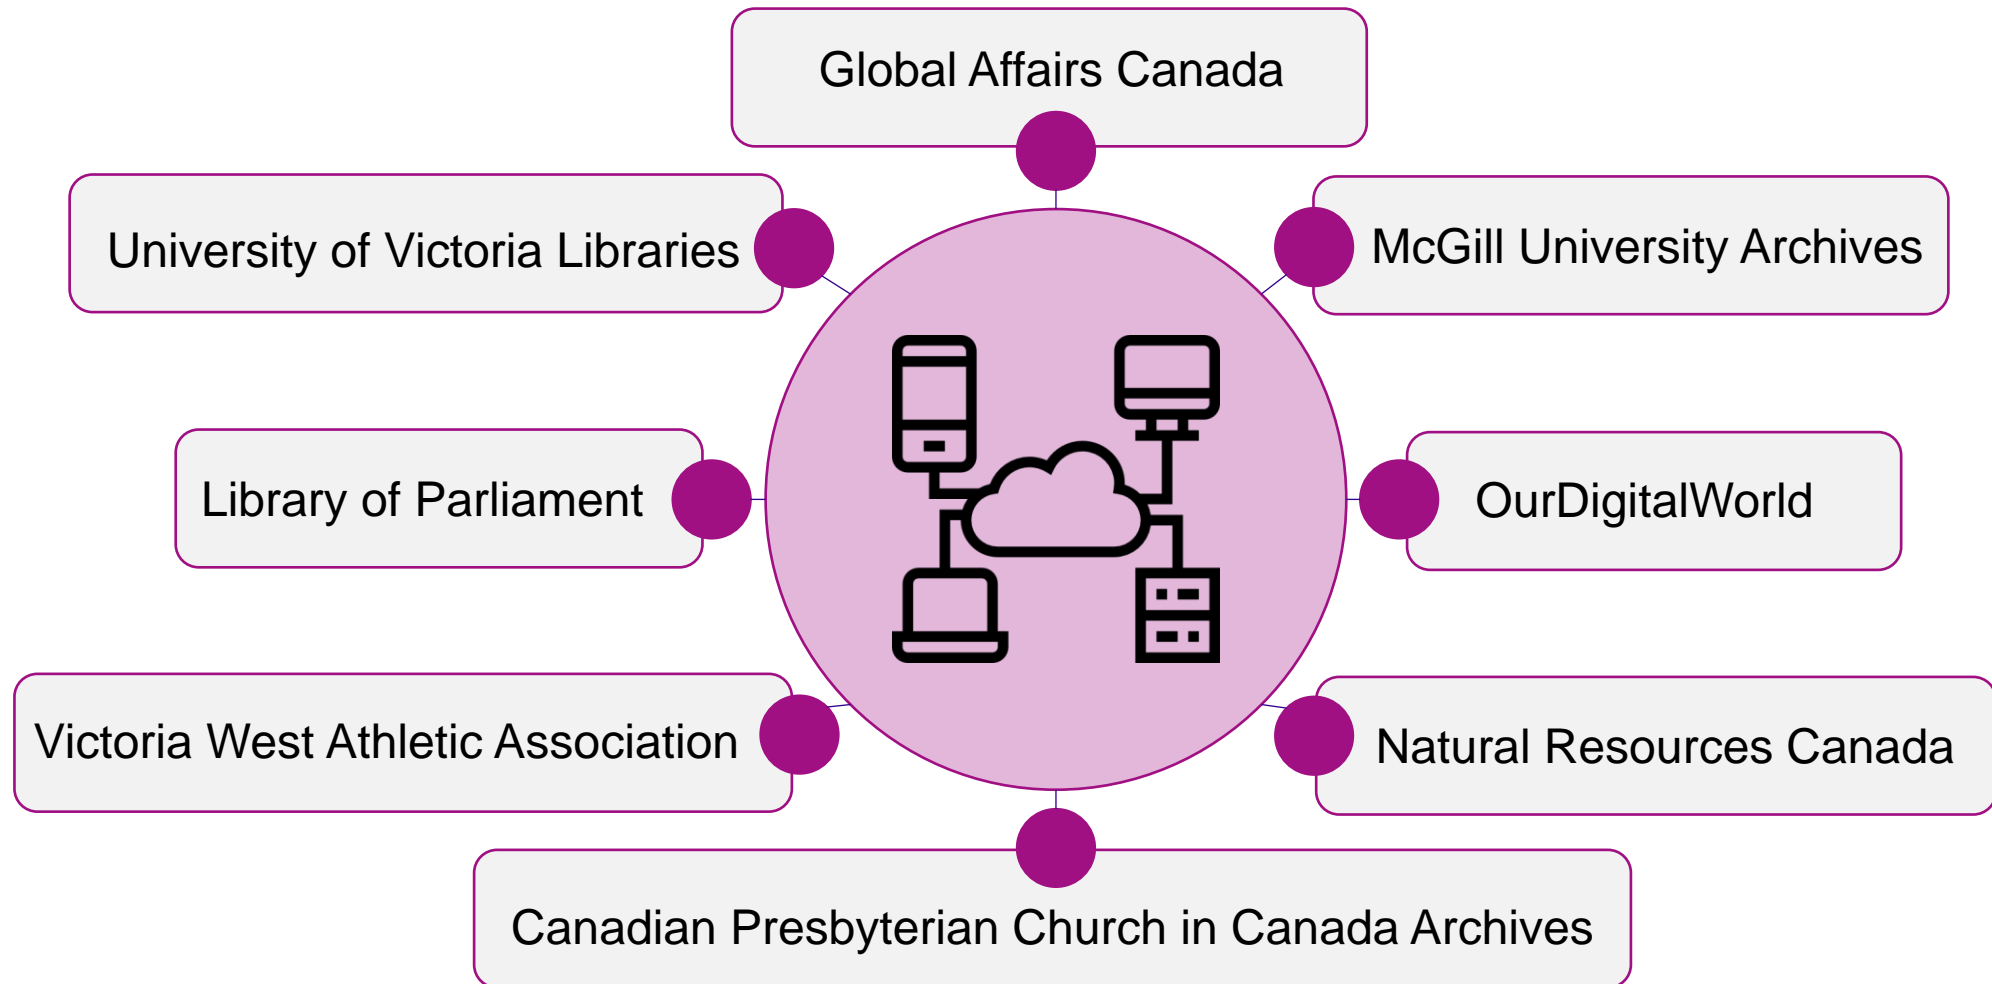 Global Affairs Canada
University of Victoria Libraries
McGill University Archives
Library of Parliament
OurDigitalWorld
Victoria West Athletic Association
Natural Resources Canada
Canadian Presbyterian Church in Canada Archives